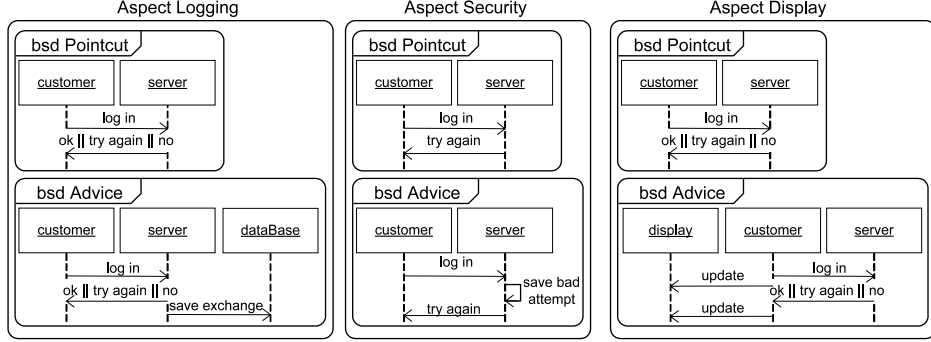 Aspect Logging
bsd Pointcut
customer server
log in
ok || try again || no
bsd Advice
customer server dataBase
log in
ok || try again || no
save exchange
Aspect Security
bsd Pointcut
customer server
log in
try again
bsd Advice
customer server
log in
save bad
attempt
try again
Aspect Display
bsd Pointcut
customer server
log in
ok || try again || no
bsd Advice
display customer server
log in
update
ok || try again || no
update